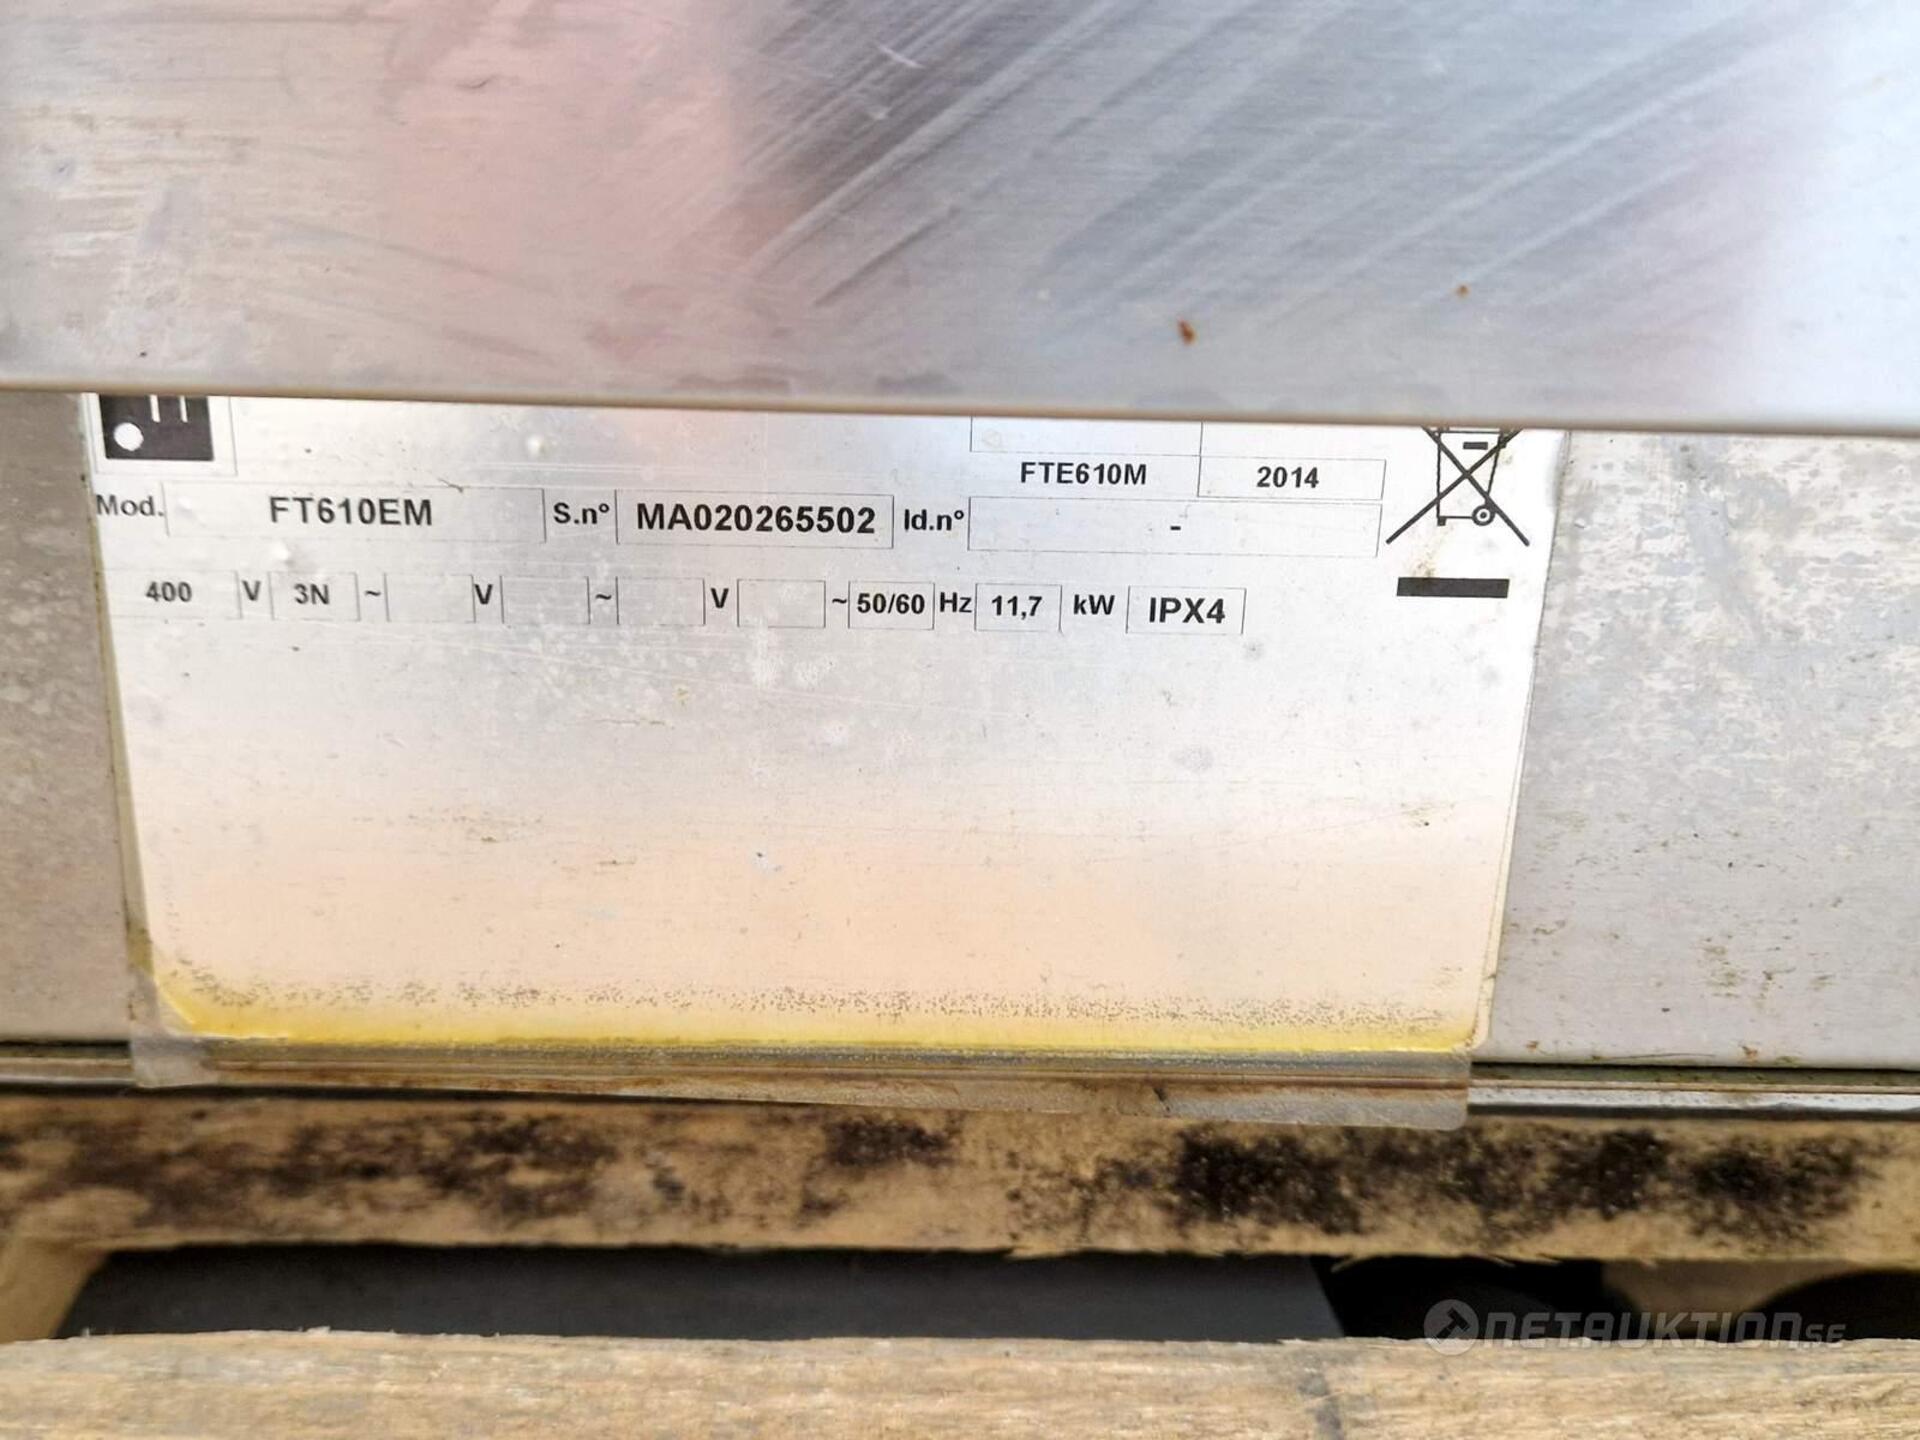 FTE610M 2014
Mod. FT610EM S.n° MA020265502 Id.n° -
400 V 3N ~ V ~ V ~ 50/60 Hz 11,7 kW IPX4
NETAUKTION.SE